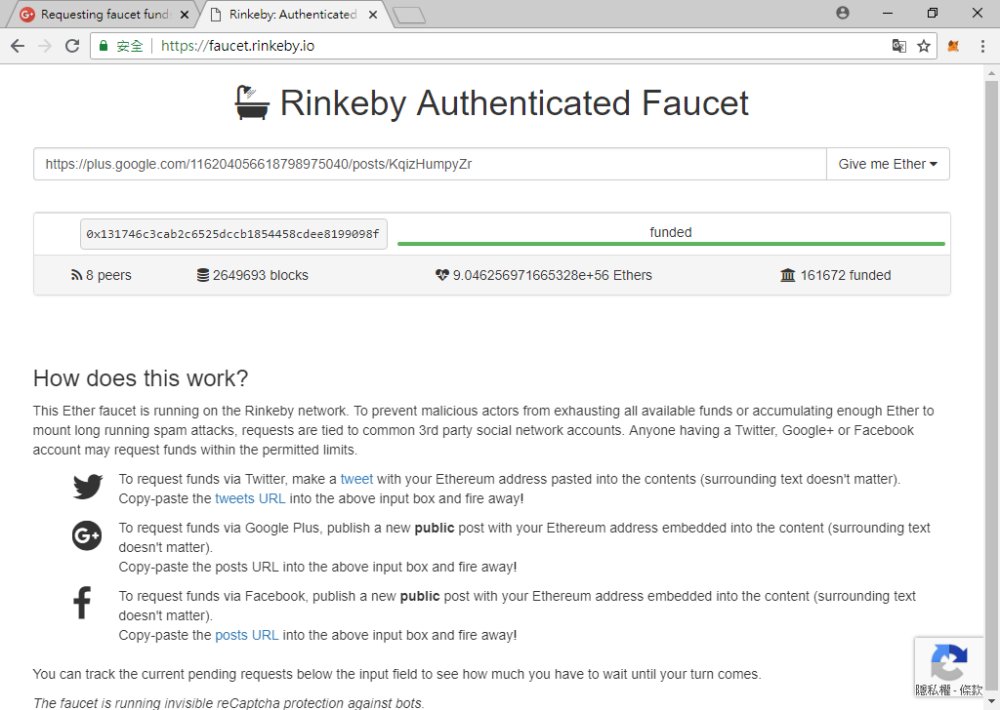 Requesting faucet fund
Rinkeby: Authenticated
安全
https://faucet.rinkeby.io
Rinkeby Authenticated Faucet
https://plus.google.com/116204056618798975040/posts/KqizHumpyZr
Give me Ether
0x131746c3cab2c6525dccb1854458cdee8199098f
funded
8 peers
2649693 blocks
9.046256971665328e+56 Ethers
161672 funded
How does this work?
This Ether faucet is running on the Rinkeby network. To prevent malicious actors from exhausting all available funds or accumulating enough Ether to
mount long running spam attacks, requests are tied to common 3rd party social network accounts. Anyone having a Twitter, Google+ or Facebook
account may request funds within the permitted limits.
To request funds via Twitter, make a tweet with your Ethereum address pasted into the contents (surrounding text doesn't matter).
Copy-paste the tweets URL into the above input box and fire away!
G+
To request funds via Google Plus, publish a new public post with your Ethereum address embedded into the content (surrounding text
doesn't matter).
Copy-paste the posts URL into the above input box and fire away!
To request funds via Facebook, publish a new public post with your Ethereum address embedded into the content (surrounding text
doesn't matter).
Copy-paste the posts URL into the above input box and fire away!
You can track the current pending requests below the input field to see how much you have to wait until your turn comes.
隱私權 - 條款
The faucet is running invisible reCaptcha protection against bots.